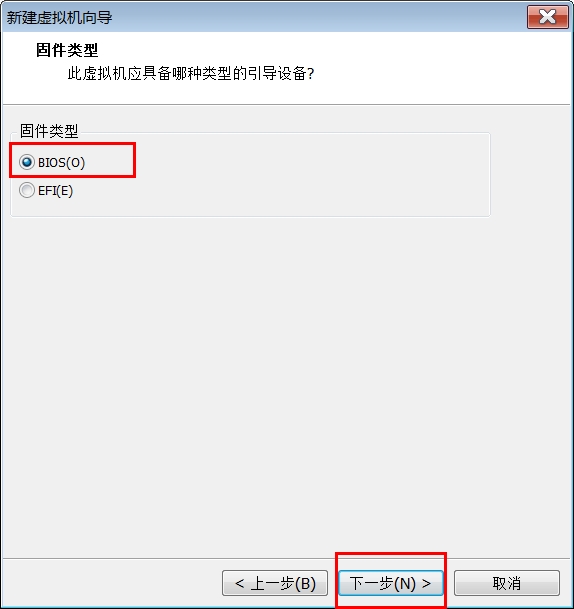 新建虚拟机向导
固件类型
此虚拟机应具备哪种类型的引导设备?
固件类型
BIOS(O)
EFI(E)
< 上一步(B) 下一步(N) > 取消